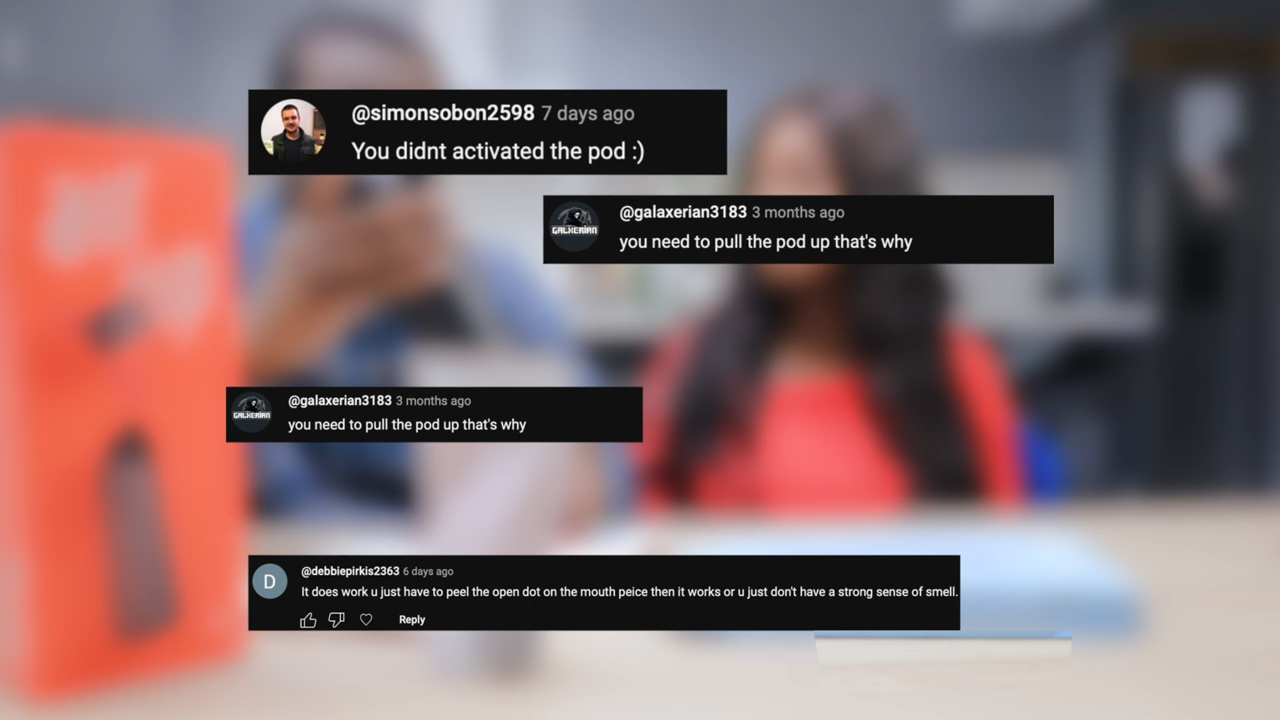 @simonsobon2598 7 days ago
You didnt activated the pod :)
@galaxerian3183 3 months ago
GALXERIAN
you need to pull the pod up that's why
@galaxerian3183 3 months ago
GALXERIAN
you need to pull the pod up that's why
@debbiepirkis2363 6 days ago
D
It does work u just have to peel the open dot on the mouth peice then it works or u just don't have a strong sense of smell.
Reply